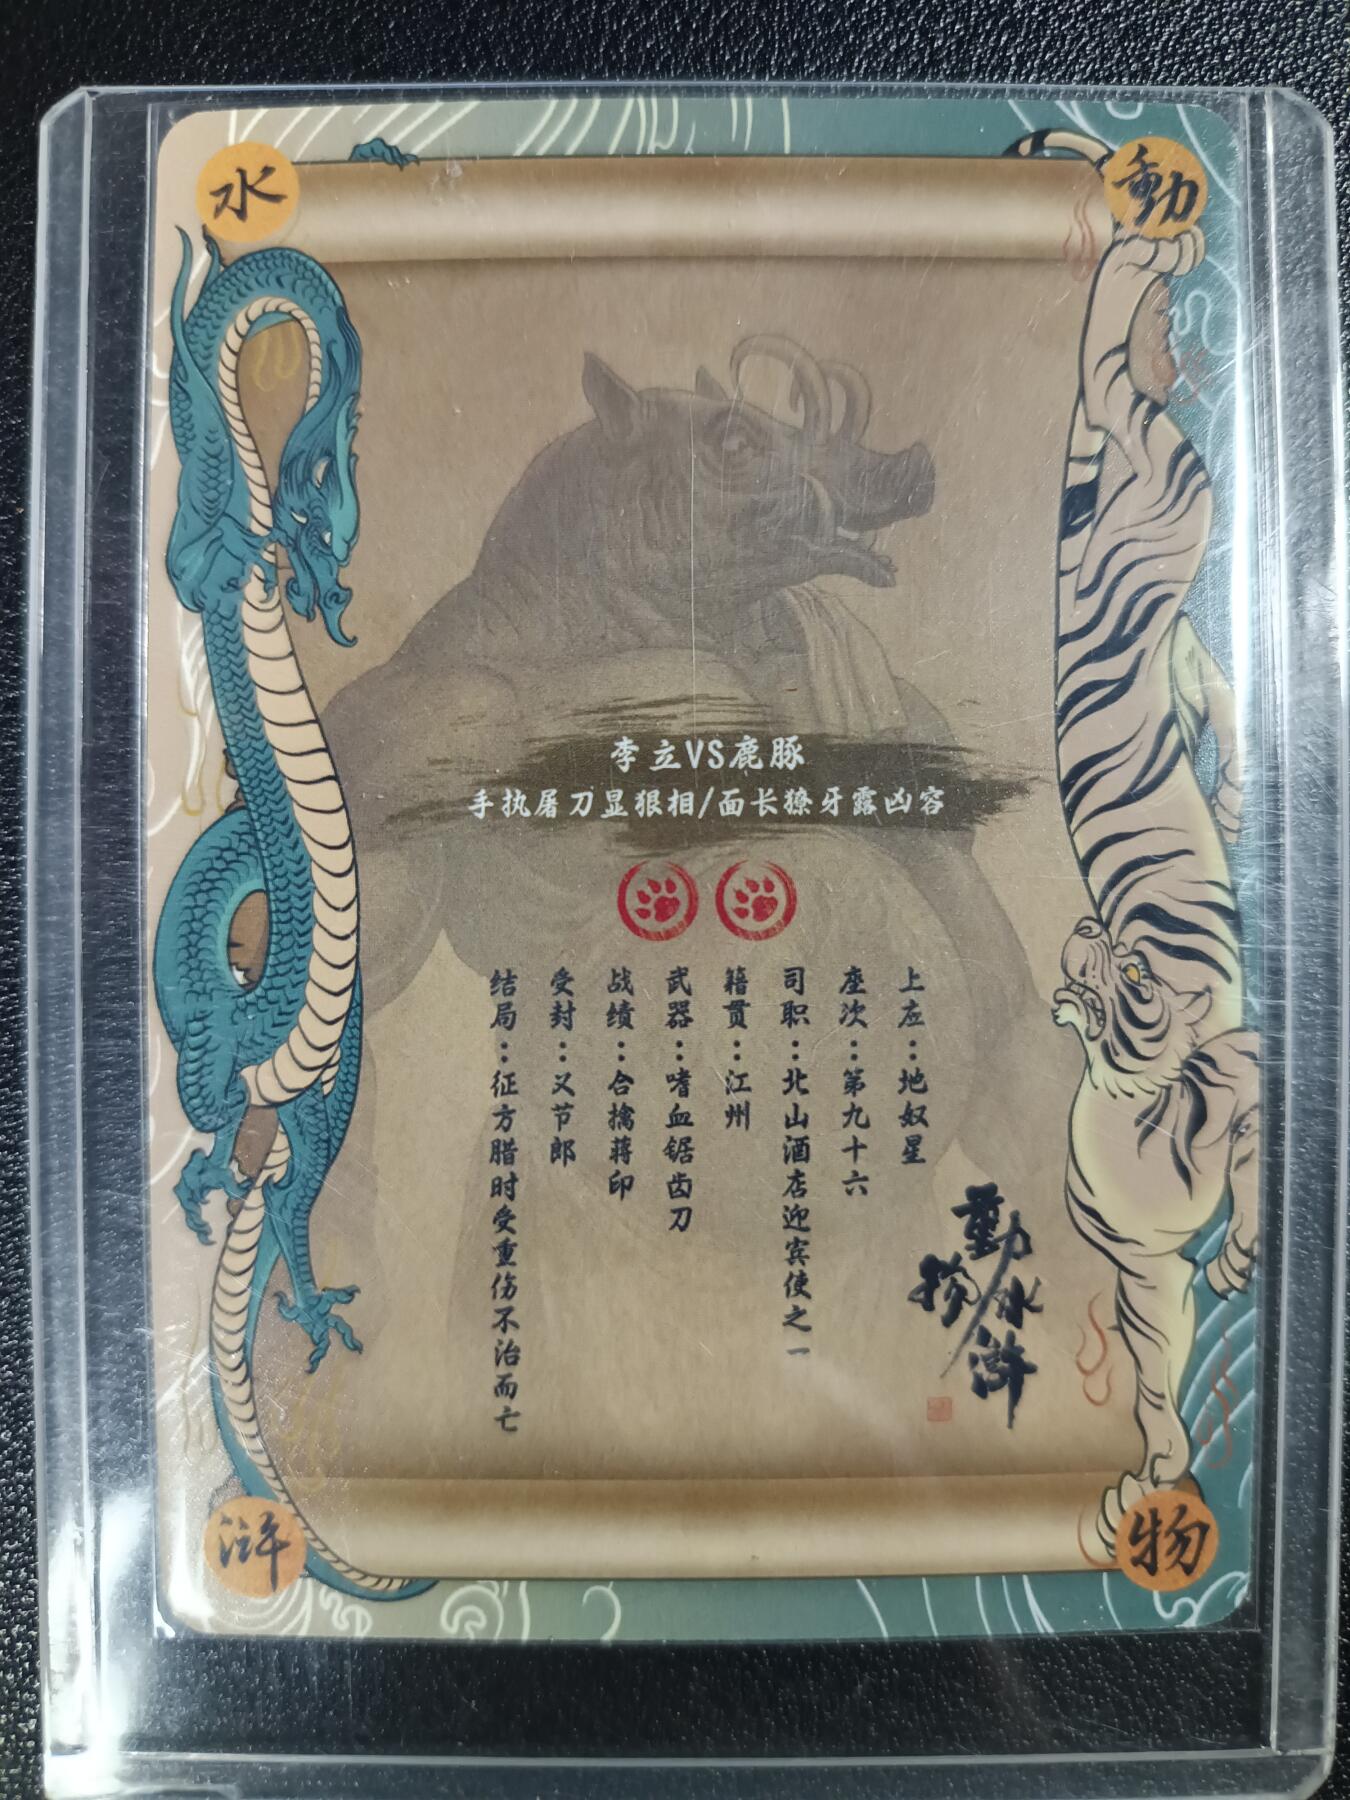 水
動
李立VS鹿豚
手执屠刀显狠相/面长獠牙露凶容
上应：地奴星
座次：第九十六
司职：北山酒店迎宾使之一
籍贯：江州
武器：嗜血锯齿刀
战绩：合擒蒋印
受封：义节郎
结局：征方腊时受重伤不治而亡
動物水滸
浒
物